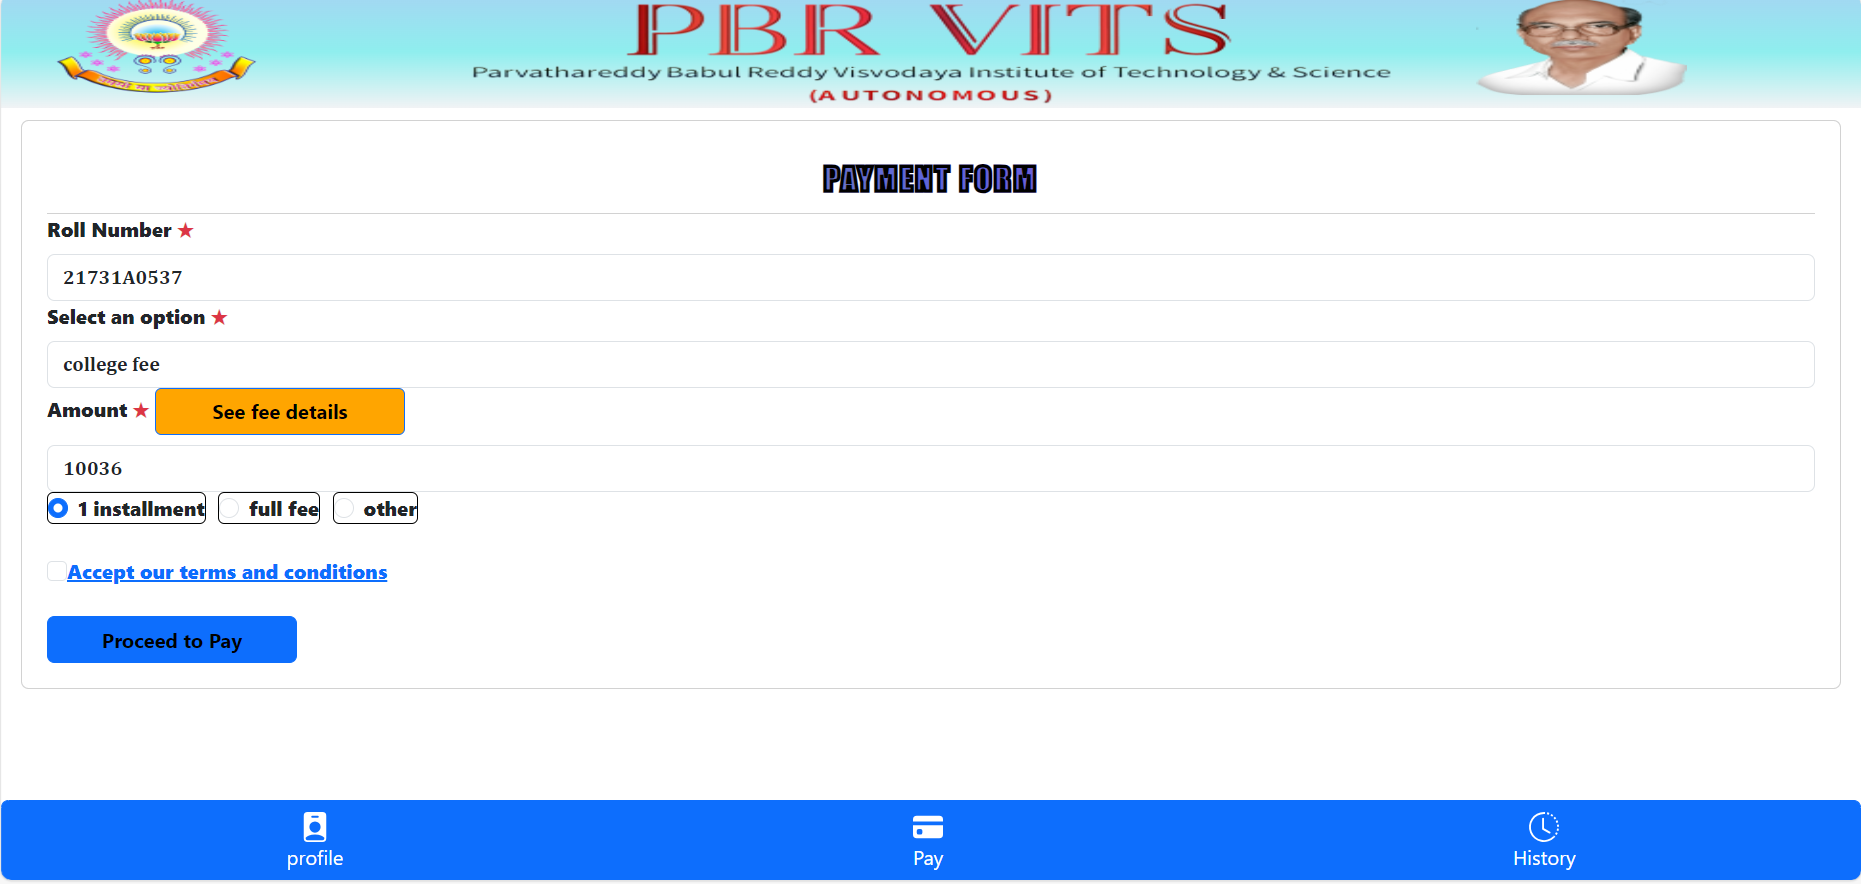 PBR VITS
Parvathareddy Babul Reddy Visvodaya Institute of Technology & Science
(AUTONOMOUS)
PAYMENT FORM
Roll Number ★
21731A0537
Select an option ★
college fee
Amount ★ See fee details
10036
1 installment full fee other
Accept our terms and conditions
Proceed to Pay
profile Pay History